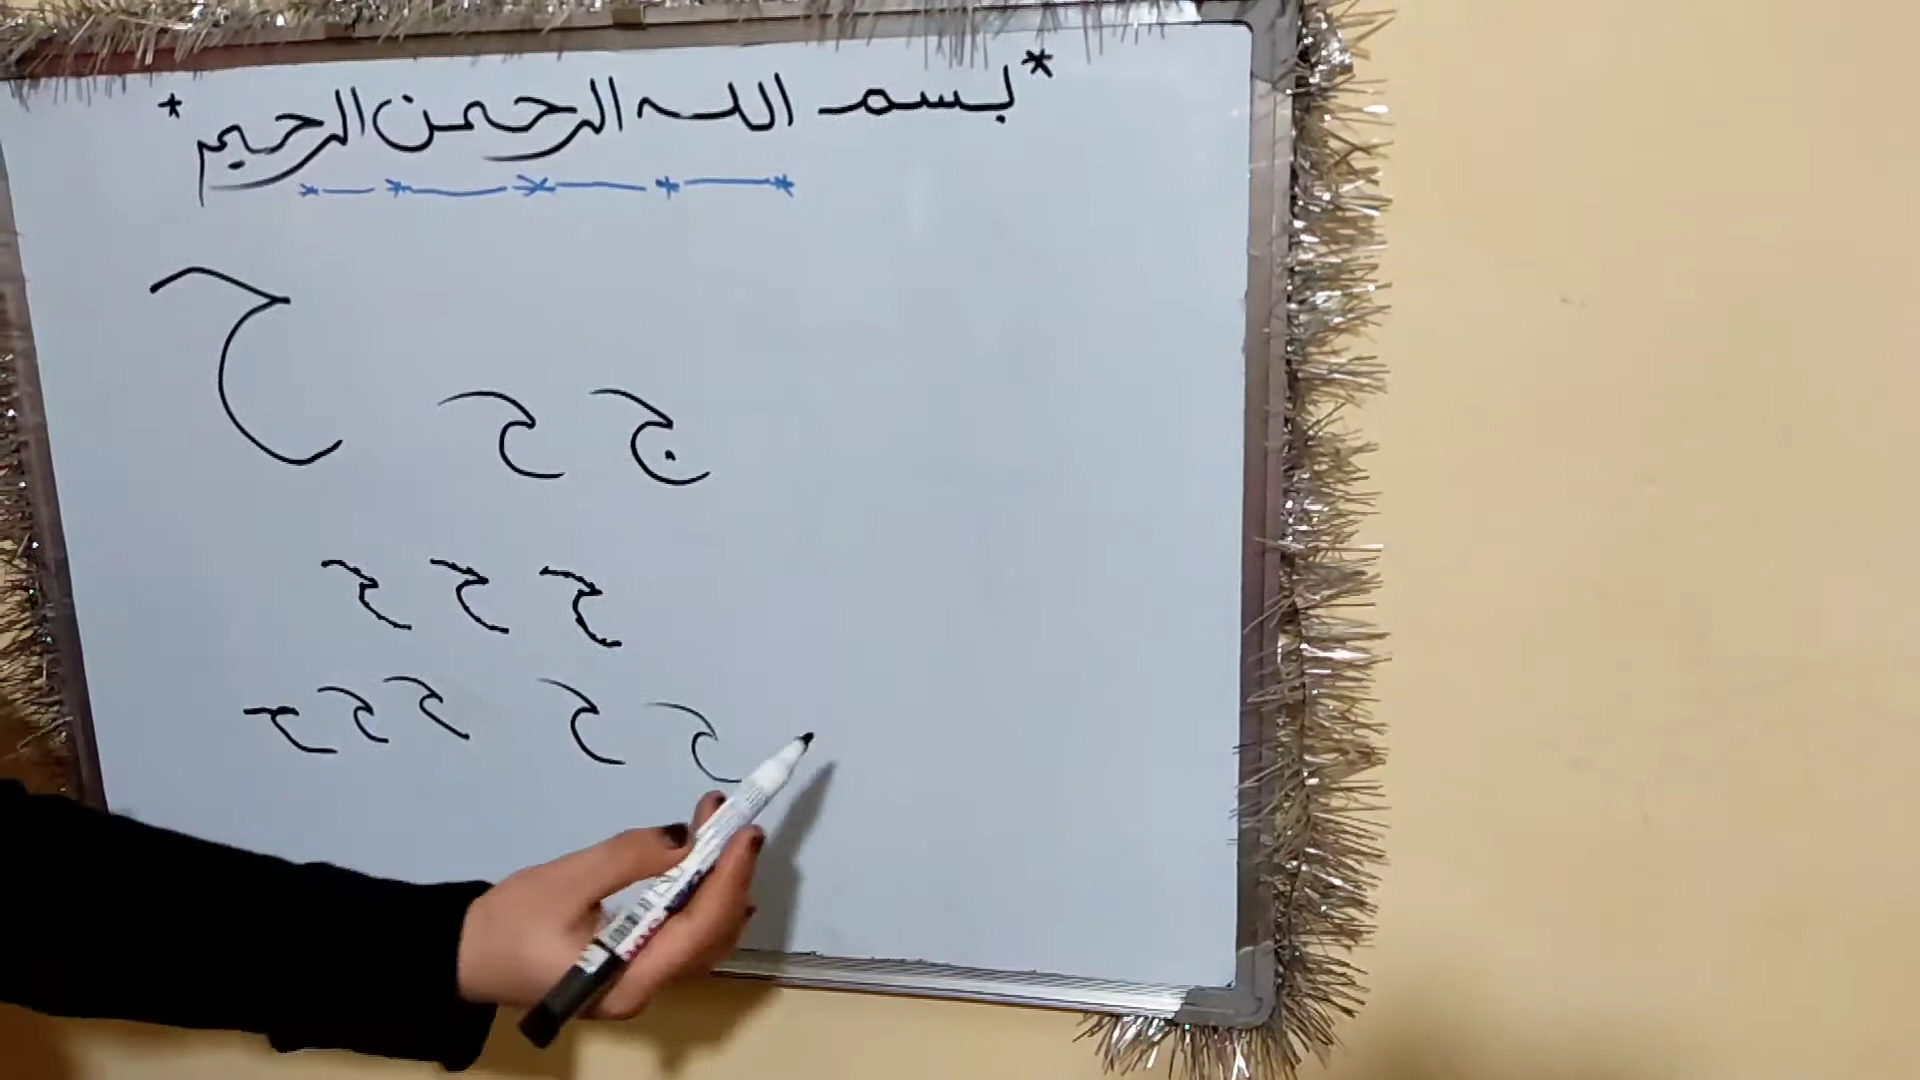 * بسم الله الرحمن الرحيم *
ح
ج ح
ح ح ح
ح ح ح ح ح